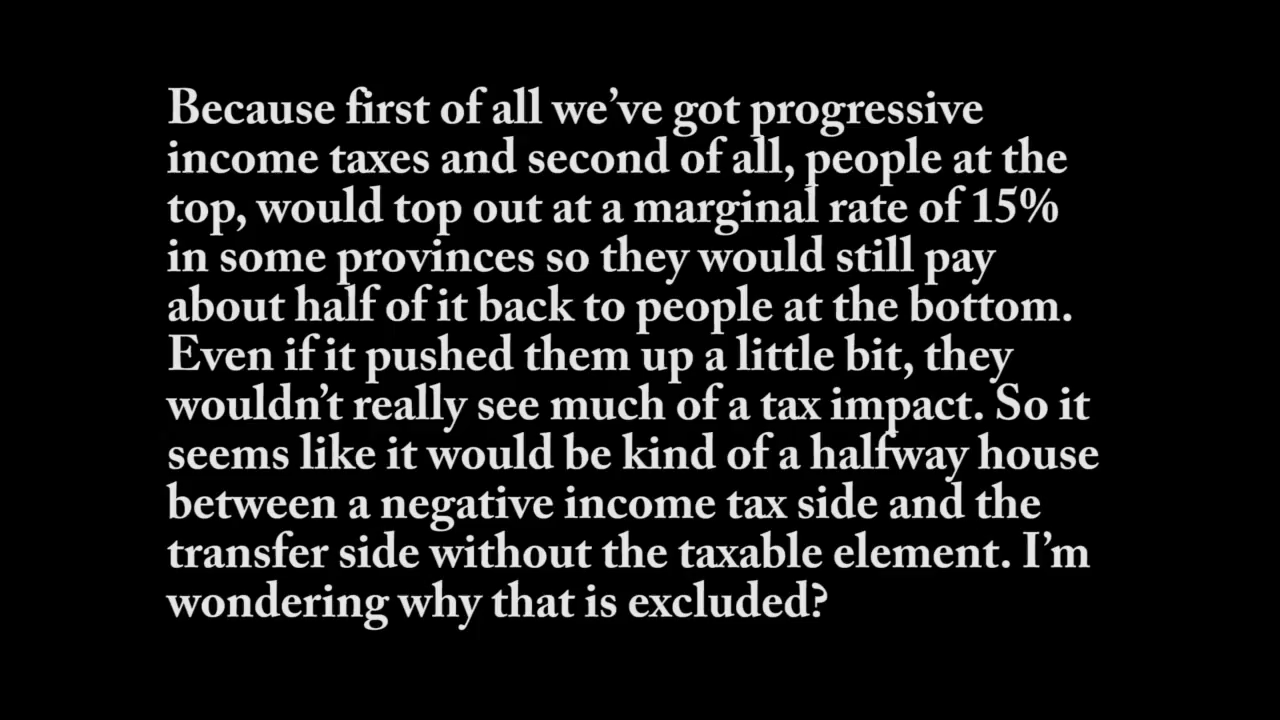 Because first of all we’ve got progressive
income taxes and second of all, people at the
top, would top out at a marginal rate of 15%
in some provinces so they would still pay
about half of it back to people at the bottom.
Even if it pushed them up a little bit, they
wouldn’t really see much of a tax impact. So it
seems like it would be kind of a halfway house
between a negative income tax side and the
transfer side without the taxable element. I’m
wondering why that is excluded?